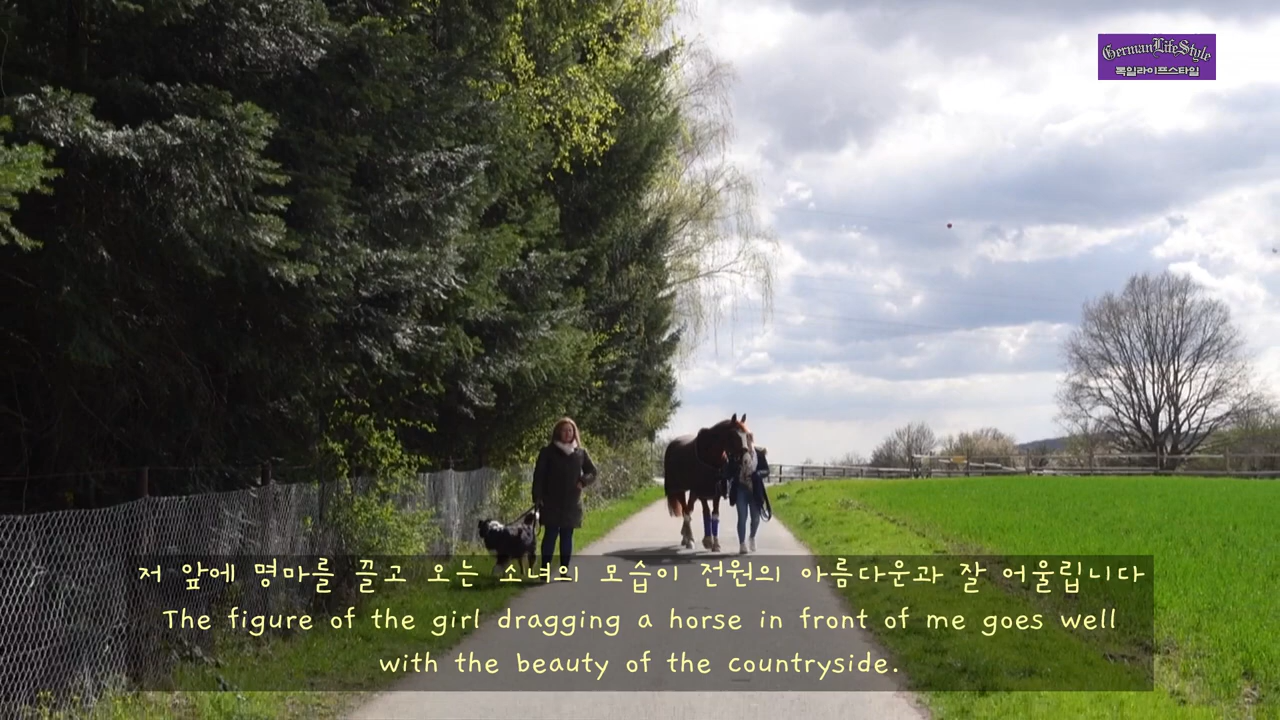 GermanLifeStyle
독일라이프스타일
저 앞에 명마를 끌고 오는 소녀의 모습이 전원의 아름다운과 잘 어울립니다
The figure of the girl dragging a horse in front of me goes well
with the beauty of the countryside.